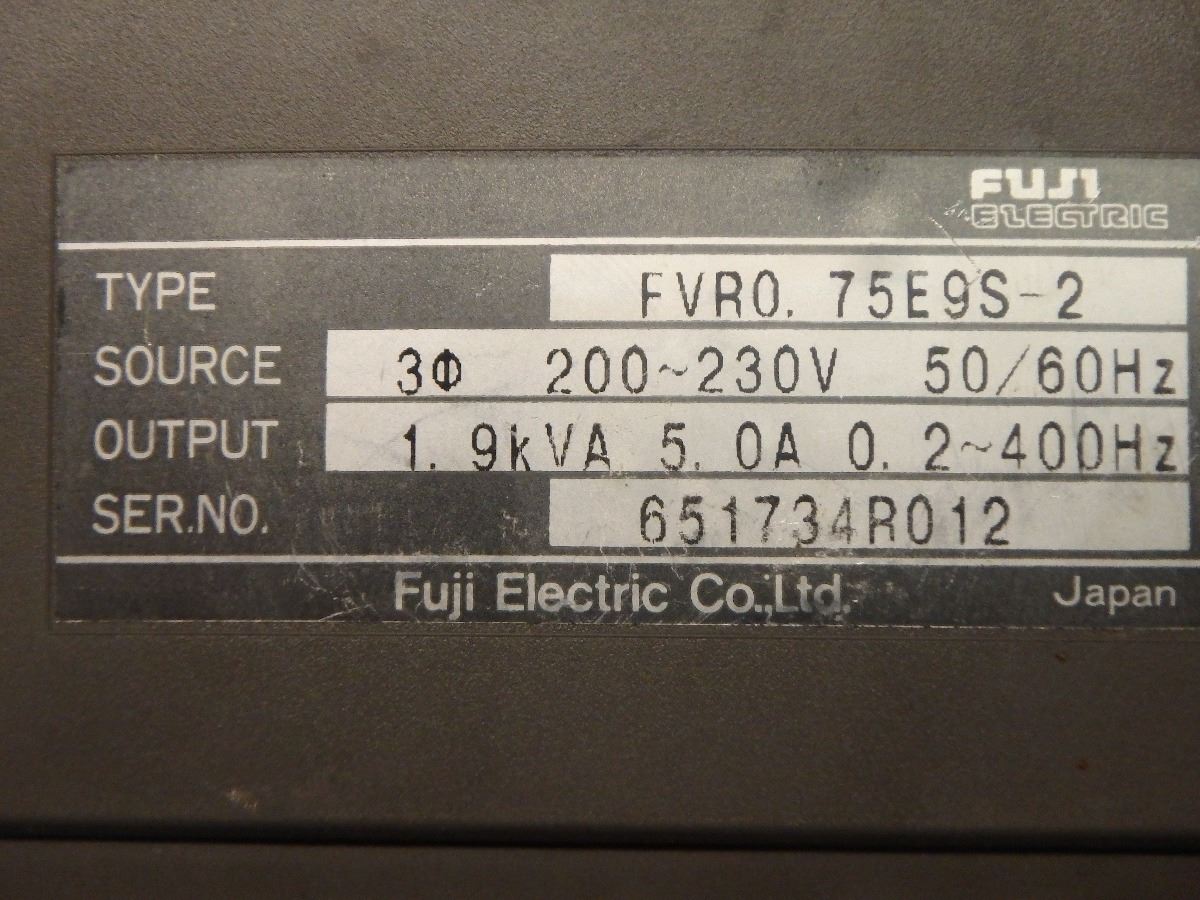 FUJI
ELECTRIC
TYPE FVR0.75E9S-2
SOURCE 3Φ 200~230V 50/60Hz
OUTPUT 1.9kVA 5.0A 0.2~400Hz
SER.NO. 651734R012
Fuji Electric Co.,Ltd. Japan